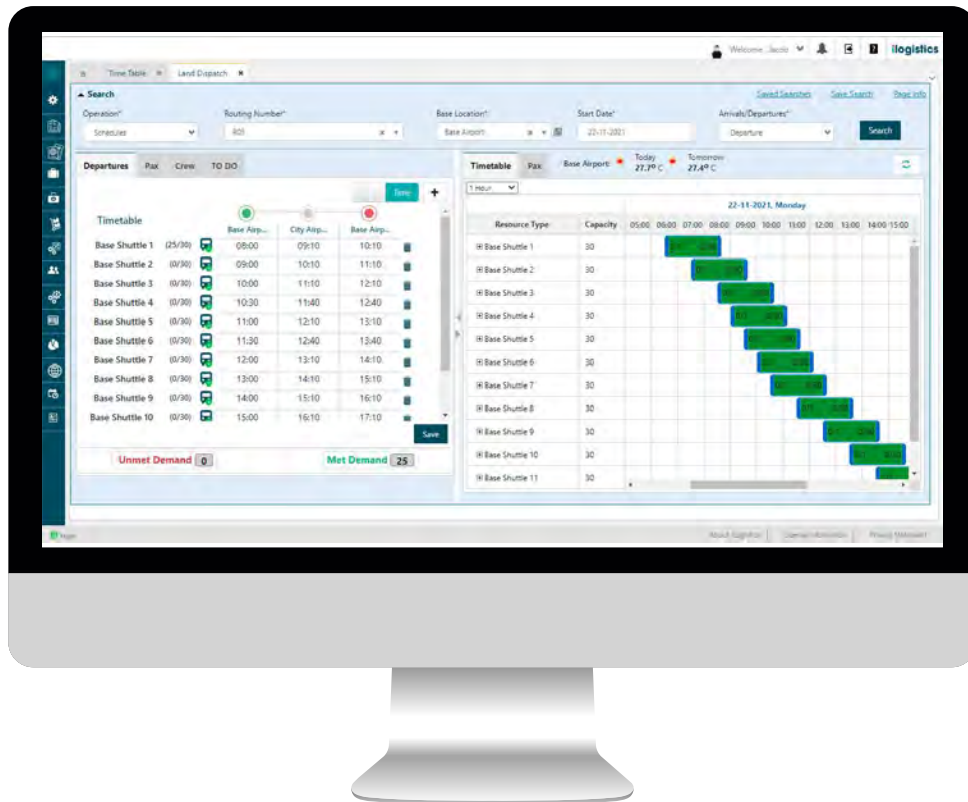 Welcome, Jacob
ilogistics
Time Table
Land Dispatch
Search
Saved Searches
Save Search
Page Info
Operation*
Routing Number*
Base Location*
Start Date*
Arrivals/Departures*
Schedules
Base Airport
22-11-2021
Departure
Search
Departures Pax Crew TO DO
Time
Timetable
Base Airp... City Airp... Base Airp...
Base Shuttle 1 (25/30) 08:00 09:10 10:10
Base Shuttle 2 (0/30) 09:00 10:10 11:10
Base Shuttle 3 (0/30) 10:00 11:10 12:10
Base Shuttle 4 (0/30) 10:30 11:40 12:40
Base Shuttle 5 (0/30) 11:00 12:10 13:10
Base Shuttle 6 (0/30) 11:30 12:40 13:40
Base Shuttle 7 (0/30) 12:00 13:10 14:10
Base Shuttle 8 (0/30) 13:00 14:10 15:10
Base Shuttle 9 (0/30) 14:00 15:10 16:10
Base Shuttle 10 (0/30) 15:00 16:10 17:10
Save
Unmet Demand 0
Met Demand 25
Timetable Pax Base Airport: Today 27.7º C Tomorrow 27.4º C
1 Hour
22-11-2021, Monday
Resource Type Capacity 05:00 06:00 07:00 08:00 09:00 10:00 11:00 12:00 13:00 14:00 15:00
Base Shuttle 1 30
Base Shuttle 2 30
Base Shuttle 3 30
Base Shuttle 4 30
Base Shuttle 5 30
Base Shuttle 6 30
Base Shuttle 7 30
Base Shuttle 8 30
Base Shuttle 9 30
Base Shuttle 10 30
Base Shuttle 11 30
Privacy Statement